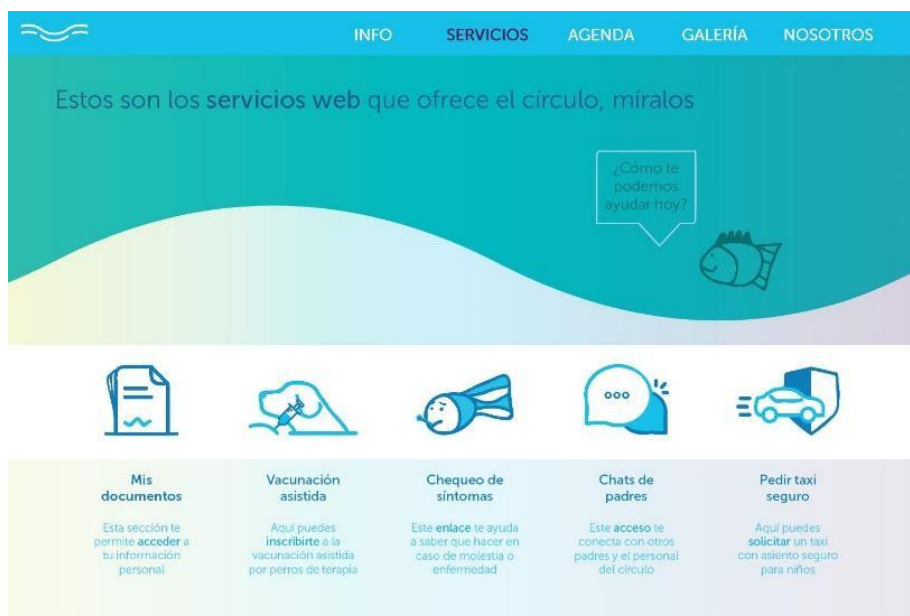 INFO SERVICIOS AGENDA GALERÍA NOSOTROS
Estos son los servicios web que ofrece el círculo, míralos
¿Cómo te
podemos
ayudar hoy?
Mis
documentos
Esta sección te
permite acceder a
tu información
personal
Vacunación
asistida
Aquí puedes
inscribirte a la
vacunación asistida
por perros de terapia
Chequeo de
síntomas
Este enlace te ayuda
a saber que hacer en
caso de molestia o
enfermedad
Chats de
padres
Este acceso te
conecta con otros
padres y el personal
del círculo
Pedir taxi
seguro
Aquí puedes
solicitar un taxi
con asiento seguro
para niños